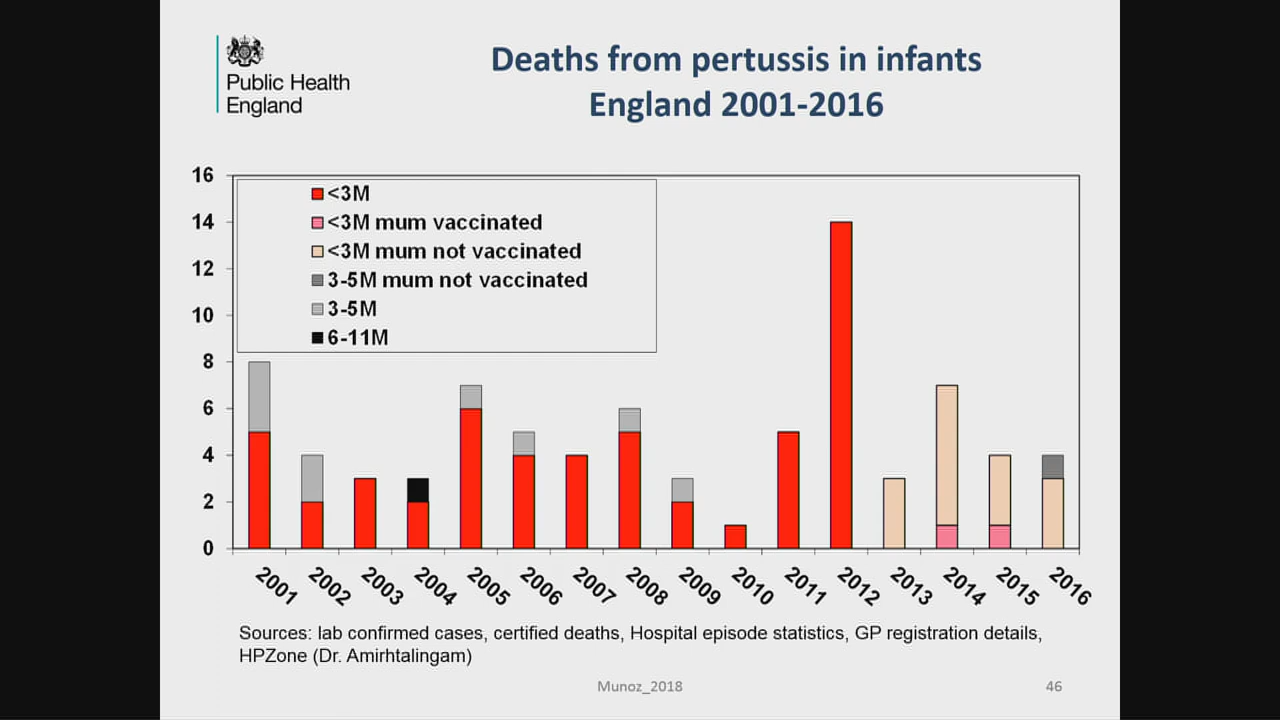 Public Health
England
Deaths from pertussis in infants
England 2001-2016
16
14
12
10
8
6
4
2
0
<3M
<3M mum vaccinated
<3M mum not vaccinated
3-5M mum not vaccinated
3-5M
6-11M
2001 2002 2003 2004 2005 2006 2007 2008 2009 2010 2011 2012 2013 2014 2015 2016
Sources: lab confirmed cases, certified deaths, Hospital episode statistics, GP registration details,
HPZone (Dr. Amirhtalingam)
Munoz_2018 46